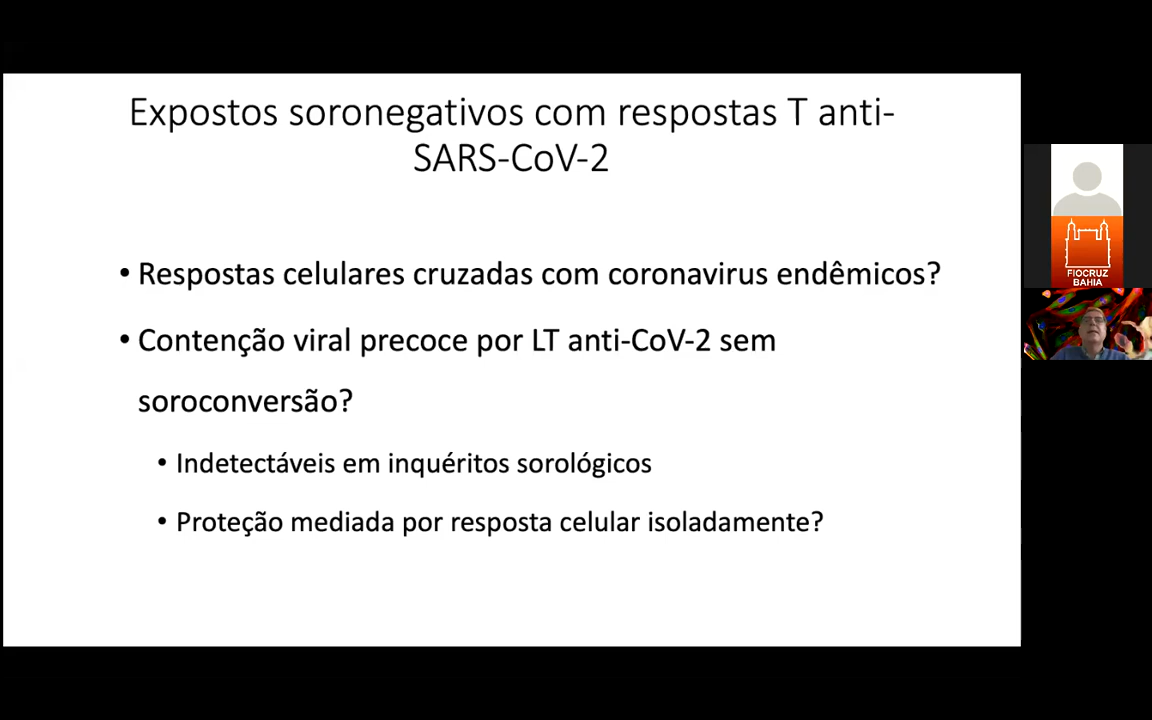 Expostos soronegativos com respostas T anti-
SARS-CoV-2
• Respostas celulares cruzadas com coronavirus endêmicos?
• Contenção viral precoce por LT anti-CoV-2 sem
soroconversão?
• Indetectáveis em inquéritos sorológicos
• Proteção mediada por resposta celular isoladamente?
FIOCRUZ
BAHIA